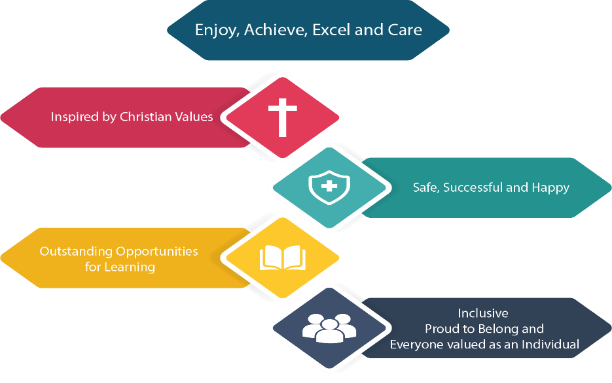 Enjoy, Achieve, Excel and Care
Inspired by Christian Values
Safe, Successful and Happy
Outstanding Opportunities
for Learning
Inclusive
Proud to Belong and
Everyone valued as an Individual